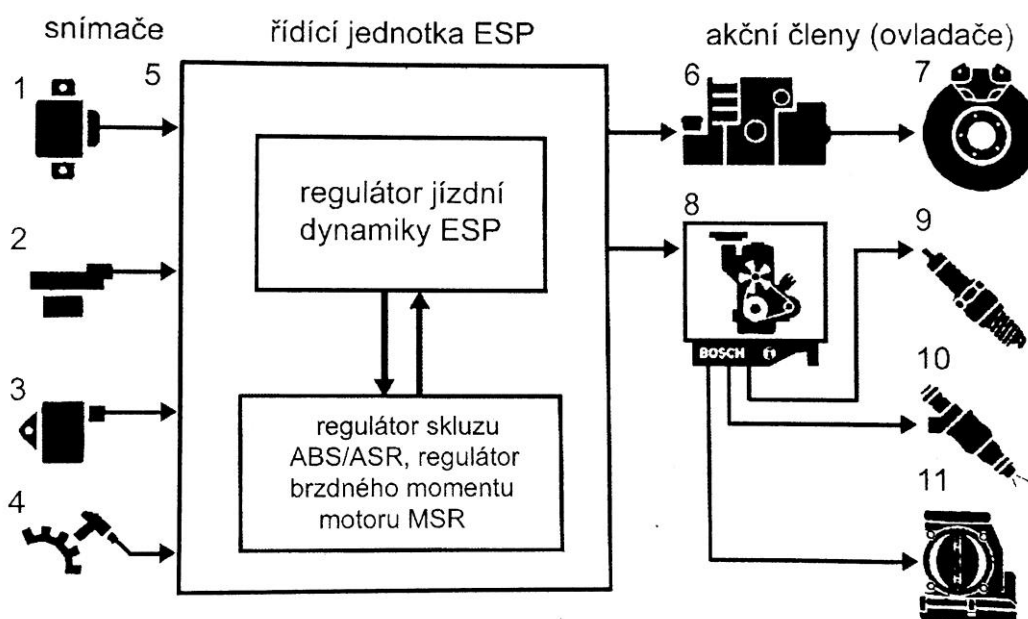 snímače
řídící jednotka ESP
akční členy (ovladače)
1
5
6
7
regulátor jízdní
dynamiky ESP
2
8
9
BOSCH
3
10
regulátor skluzu
ABS/ASR, regulátor
brzdného momentu
motoru MSR
4
11